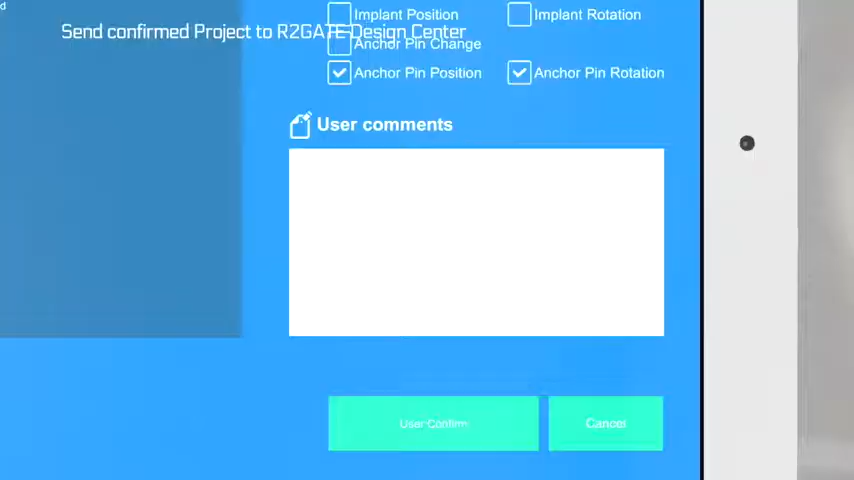 d
Implant Position
Implant Rotation
Send confirmed Project to R2GATE Design Center
Anchor Pin Change
Anchor Pin Position
Anchor Pin Rotation
User comments
User Confirm
Cancel